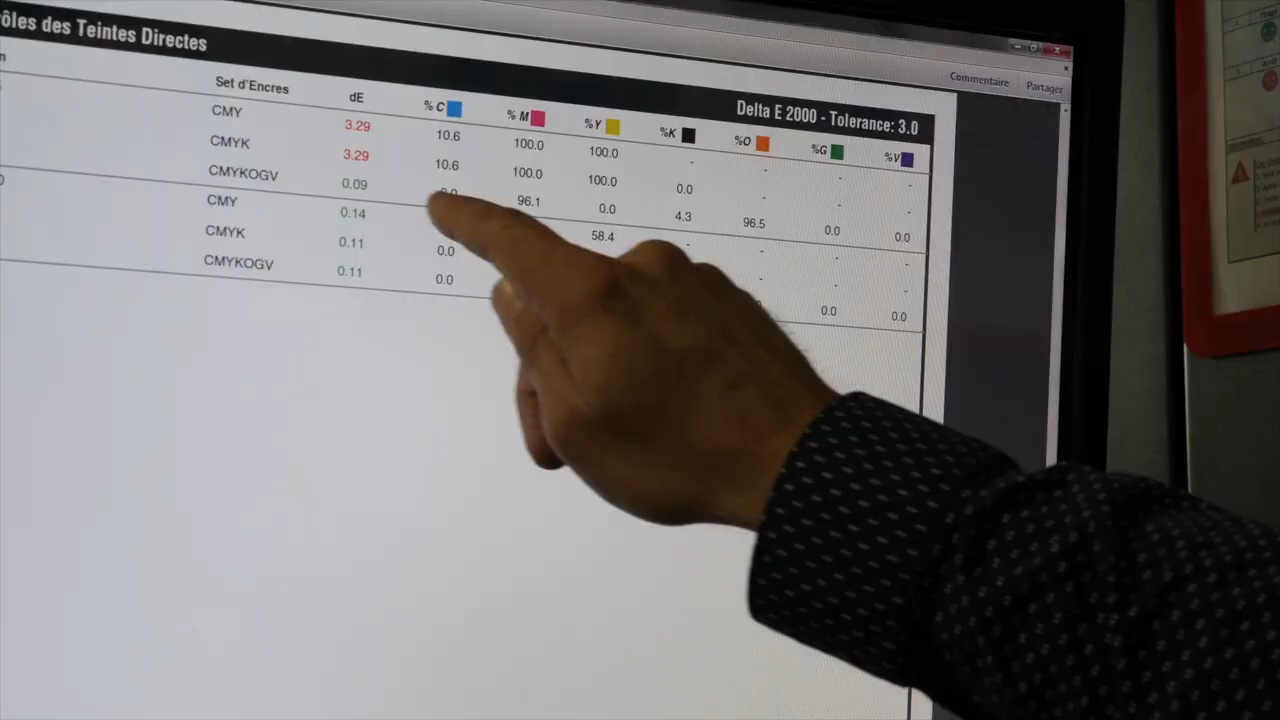 ôles des Teintes Directes
Commentaire Partager
Delta E 2000 - Tolerance: 3.0
Set d'Encres dE % C % M %Y %K %O %G %V
CMY 3.29 10.6 100.0 100.0 - - - -
CMYK 3.29 10.6 100.0 100.0 0.0 - - -
CMYKOGV 0.09 0.0 96.1 0.0 4.3 96.5 0.0 0.0
CMY 0.14 58.4 - - - -
CMYK 0.11 0.0 - - -
CMYKOGV 0.11 0.0 0.0 0.0